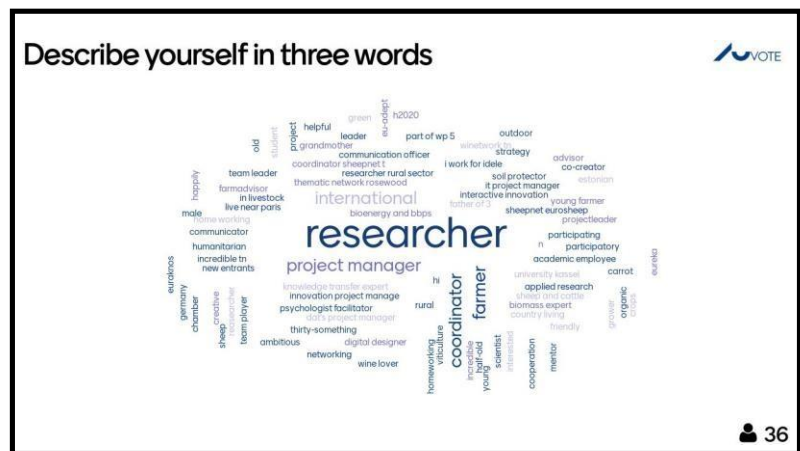 Describe yourself in three words
VOTE
green
eu-adept
h2020
old
student
project
helpful
leader
part of wp 5
outdoor
grandmother
winetwork tn
communication officer
strategy
coordinator sheepnet t
i work for idele
advisor
co-creator
team leader
researcher rural sector
soil protector
happily
farmadvisor
thematic network rosewood
it project manager
estonian
in livestock
international
interactive innovation
live near paris
father of 3
young farmer
male
bioenergy and bbps
sheepnet eurosheep
home working
projectleader
communicator
researcher
participating
humanitarian
n
participatory
incredible tn
project manager
academic employee
new entrants
eureka
euraknos
hi
university kassel
carrot
knowledge transfer expert
applied research
germany
innovation project manage
sheep and cattle
chamber
creative
psychologist facilitator
rural
coordinator
farmer
biomass expert
organic
country living
grower
crops
sheep
reasearcher
team player
dat's project manager
thirty-something
friendly
ambitious
digital designer
viticulture
networking
homeworking
incredible
half-old
young
scientist
interested
cooperation
mentor
wine lover
36